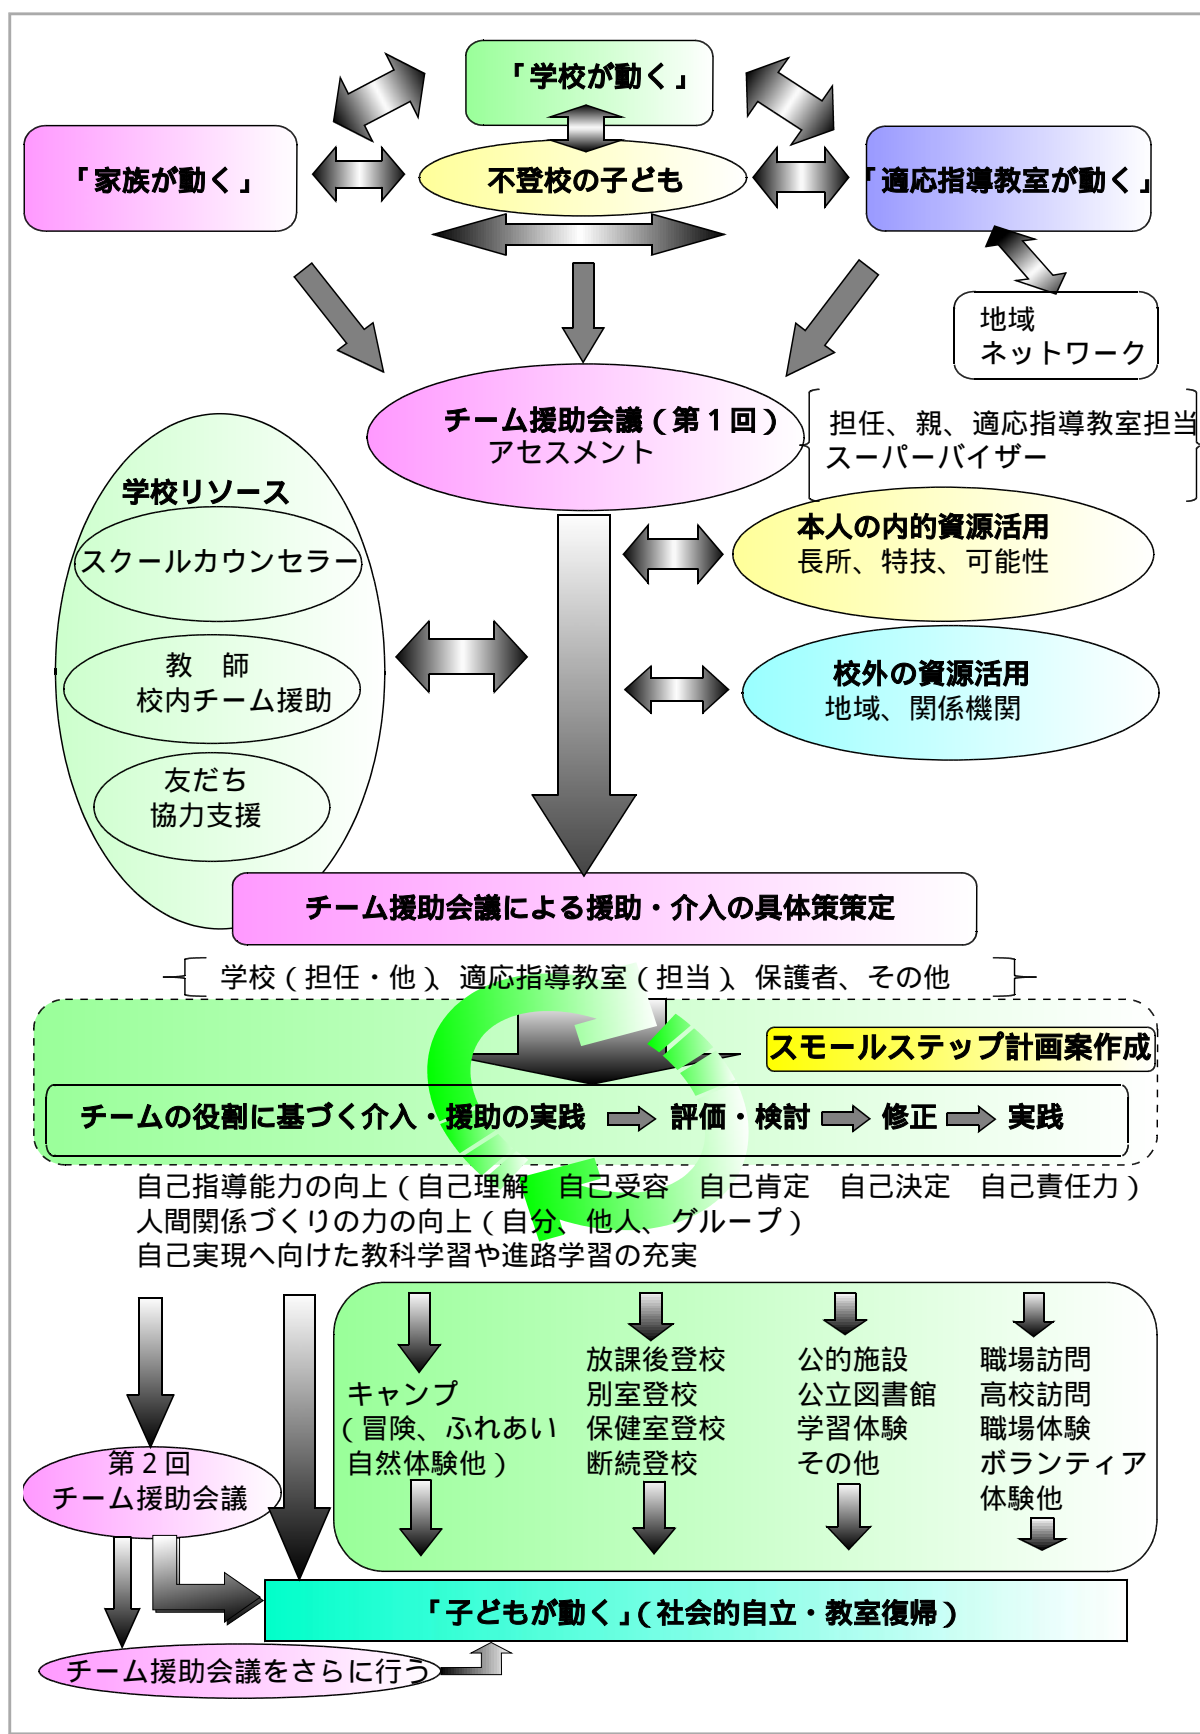 「学校が動く」
「家族が動く」
不登校の子ども
「適応指導教室が動く」
地域
ネットワーク
チーム援助会議（第１回）
アセスメント
担任、親、適応指導教室担当
スーパーバイザー
学校リソース
スクールカウンセラー
教　師
校内チーム援助
友だち
協力支援
本人の内的資源活用
長所、特技、可能性
校外の資源活用
地域、関係機関
チーム援助会議による援助・介入の具体策策定
学校（担任・他）、適応指導教室（担当）、保護者、その他
スモールステップ計画案作成
チームの役割に基づく介入・援助の実践　評価・検討　修正　実践
自己指導能力の向上（自己理解　自己受容　自己肯定　自己決定　自己責任力）
人間関係づくりの力の向上（自分、他人、グループ）
自己実現へ向けた教科学習や進路学習の充実
キャンプ
（冒険、ふれあい
自然体験他）
放課後登校
別室登校
保健室登校
断続登校
公的施設
公立図書館
学習体験
その他
職場訪問
高校訪問
職場体験
ボランティア
体験他
第２回
チーム援助会議
「子どもが動く」（社会的自立・教室復帰）
チーム援助会議をさらに行う